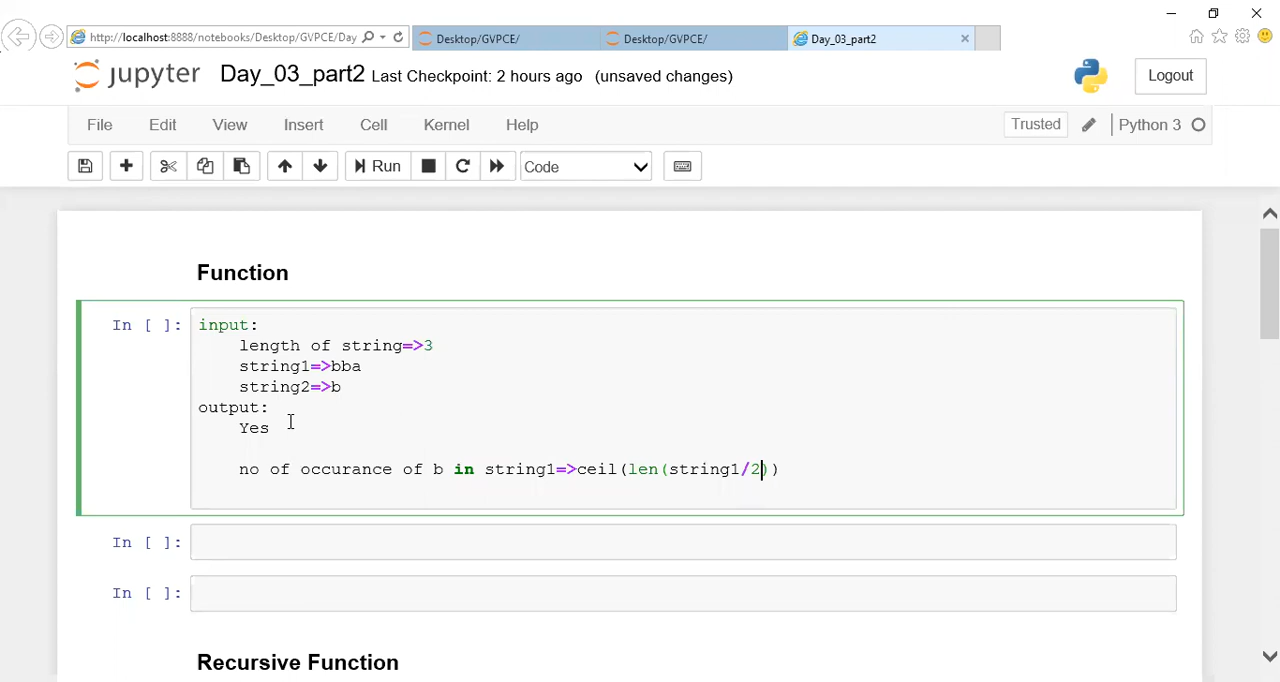 http://localhost:8888/notebooks/Desktop/GVPCE/Day
Desktop/GVPCE/
Desktop/GVPCE/
Day_03_part2
jupyter Day_03_part2 Last Checkpoint: 2 hours ago (unsaved changes)
Logout
File Edit View Insert Cell Kernel Help
Trusted
Python 3
Run
Code
Function
In [ ]:
input:
length of string=>3
string1=>bba
string2=>b
output:
Yes
no of occurance of b in string1=>ceil(len(string1/2))
In [ ]:
In [ ]:
Recursive Function